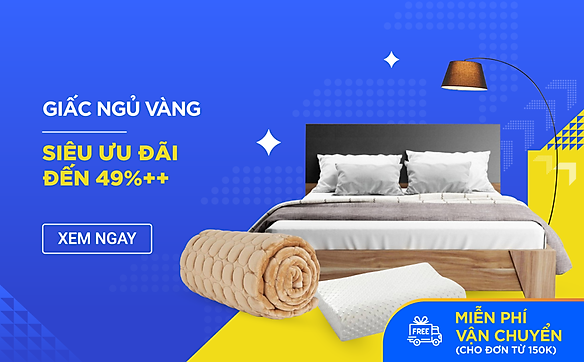 GIẤC NGỦ VÀNG
SIÊU ƯU ĐÃI
ĐẾN 49%++
XEM NGAY
FREE
MIỄN PHÍ
VẬN CHUYỂN
(CHO ĐƠN TỪ 150K)